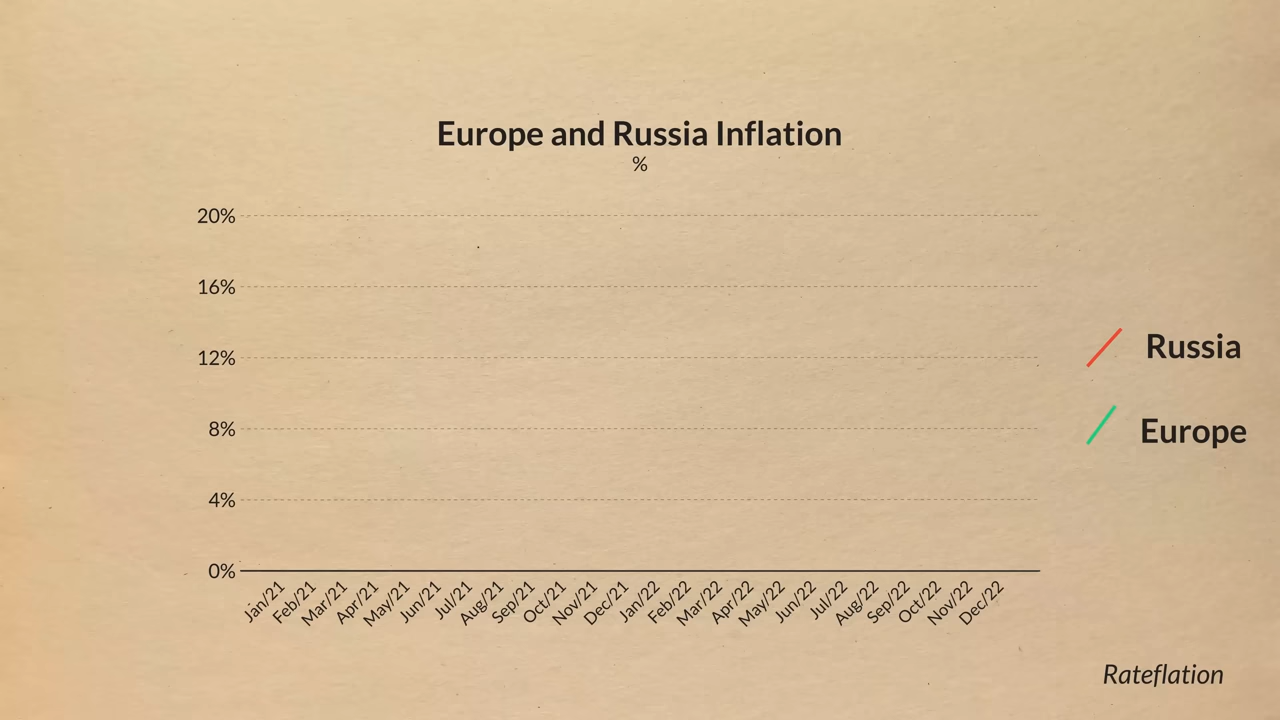 Europe and Russia Inflation
%
20%
16%
12%
8%
4%
0%
Jan/21 Feb/21 Mar/21 Apr/21 May/21 Jun/21 Jul/21 Aug/21 Sep/21 Oct/21 Nov/21 Dec/21 Jan/22 Feb/22 Mar/22 Apr/22 May/22 Jun/22 Jul/22 Aug/22 Sep/22 Oct/22 Nov/22 Dec/22
Russia
Europe
Rateflation